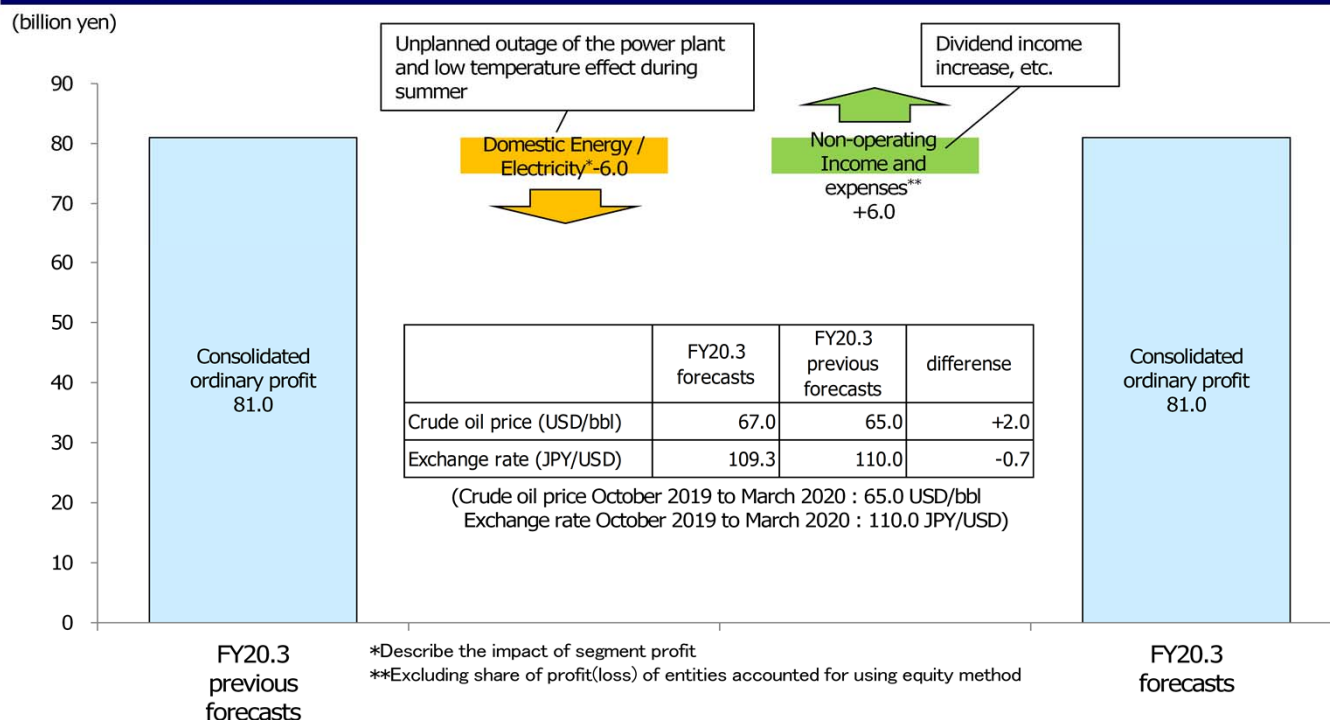 (billion yen)
Unplanned outage of the power plant
and low temperature effect during
summer
Dividend income
increase, etc.
90
80
70
60
50
40
30
20
10
0
Domestic Energy /
Electricity*-6.0
Non-operating
Income and
expenses**
+6.0
Consolidated
ordinary profit
81.0
FY20.3
forecasts
FY20.3
previous
forecasts
differense
Crude oil price (USD/bbl) 67.0 65.0 +2.0
Exchange rate (JPY/USD) 109.3 110.0 -0.7
(Crude oil price October 2019 to March 2020 : 65.0 USD/bbl
Exchange rate October 2019 to March 2020 : 110.0 JPY/USD)
Consolidated
ordinary profit
81.0
FY20.3
previous
forecasts
*Describe the impact of segment profit
**Excluding share of profit(loss) of entities accounted for using equity method
FY20.3
forecasts